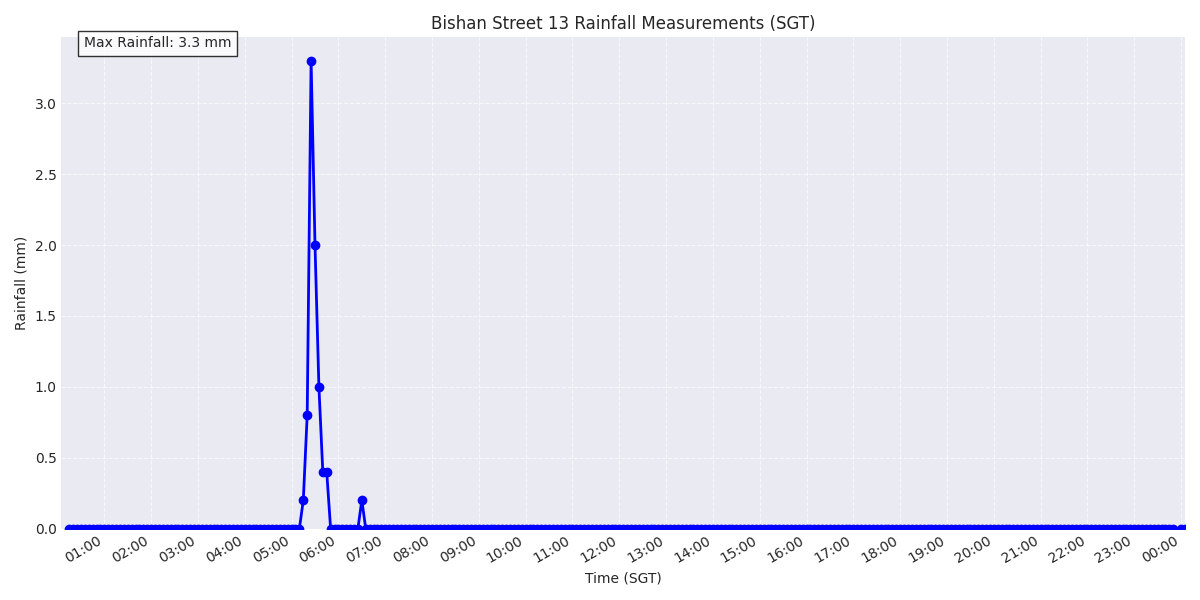 Bishan Street 13 Rainfall Measurements (SGT)
Max Rainfall: 3.3 mm
Rainfall (mm)
3.0
2.5
2.0
1.5
1.0
0.5
0.0
01:00 02:00 03:00 04:00 05:00 06:00 07:00 08:00 09:00 10:00 11:00 12:00 13:00 14:00 15:00 16:00 17:00 18:00 19:00 20:00 21:00 22:00 23:00 00:00
Time (SGT)